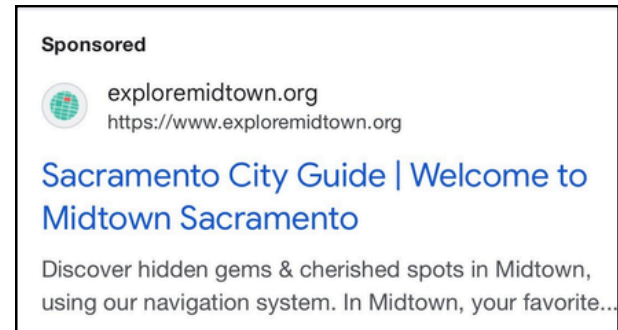 Sponsored
exploremidtown.org
https://www.exploremidtown.org
Sacramento City Guide | Welcome to
Midtown Sacramento
Discover hidden gems & cherished spots in Midtown,
using our navigation system. In Midtown, your favorite...